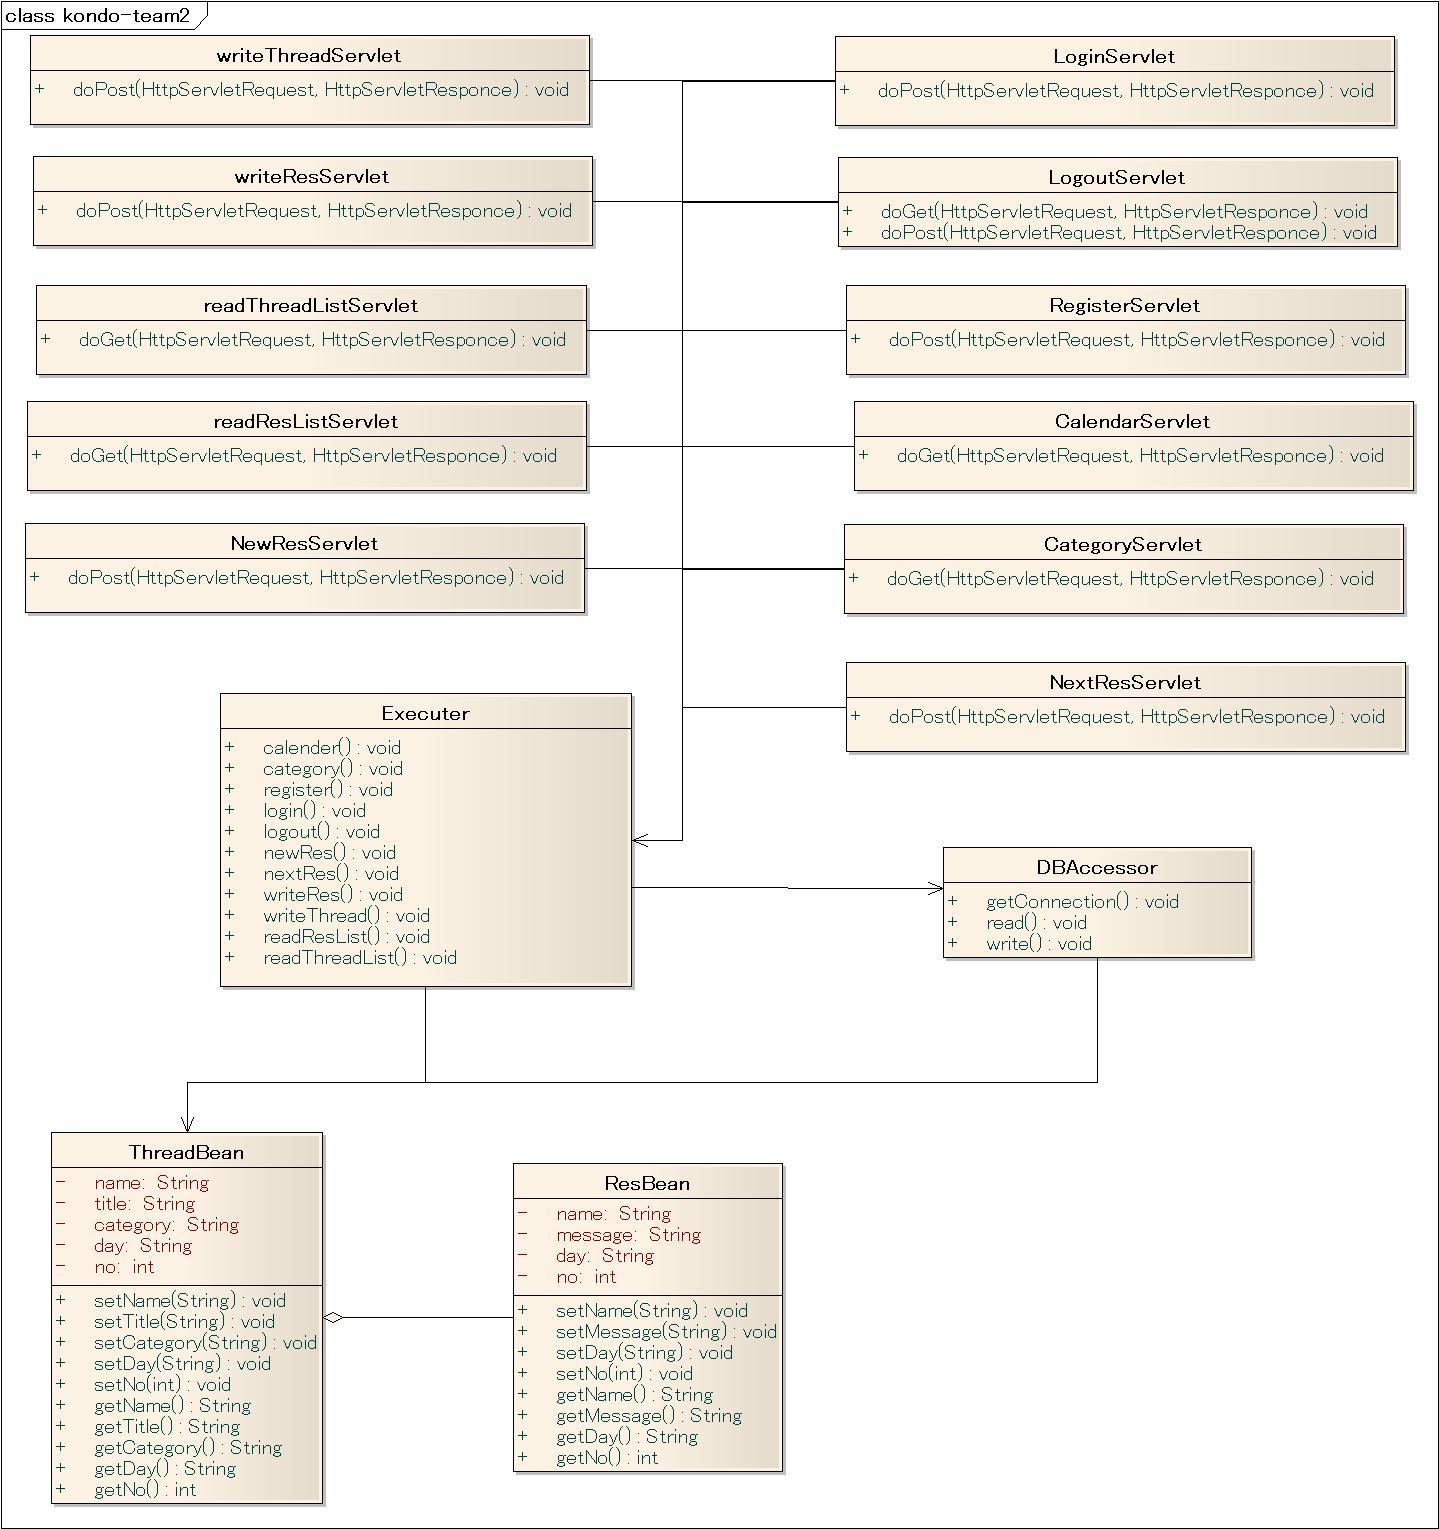 class kondo-team2
writeThreadServlet
+ doPost(HttpServletRequest, HttpServletResponce) : void
LoginServlet
+ doPost(HttpServletRequest, HttpServletResponce) : void
writeResServlet
+ doPost(HttpServletRequest, HttpServletResponce) : void
LogoutServlet
+ doGet(HttpServletRequest, HttpServletResponce) : void
+ doPost(HttpServletRequest, HttpServletResponce) : void
readThreadListServlet
+ doGet(HttpServletRequest, HttpServletResponce) : void
RegisterServlet
+ doPost(HttpServletRequest, HttpServletResponce) : void
readResListServlet
+ doGet(HttpServletRequest, HttpServletResponce) : void
CalendarServlet
+ doGet(HttpServletRequest, HttpServletResponce) : void
NewResServlet
+ doPost(HttpServletRequest, HttpServletResponce) : void
CategoryServlet
+ doGet(HttpServletRequest, HttpServletResponce) : void
NextResServlet
+ doPost(HttpServletRequest, HttpServletResponce) : void
Executer
+ calender() : void
+ category() : void
+ register() : void
+ login() : void
+ logout() : void
+ newRes() : void
+ nextRes() : void
+ writeRes() : void
+ writeThread() : void
+ readResList() : void
+ readThreadList() : void
DBAccessor
+ getConnection() : void
+ read() : void
+ write() : void
ThreadBean
- name: String
- title: String
- category: String
- day: String
- no: int
+ setName(String) : void
+ setTitle(String) : void
+ setCategory(String) : void
+ setDay(String) : void
+ setNo(int) : void
+ getName() : String
+ getTitle() : String
+ getCategory() : String
+ getDay() : String
+ getNo() : int
ResBean
- name: String
- message: String
- day: String
- no: int
+ setName(String) : void
+ setMessage(String) : void
+ setDay(String) : void
+ setNo(int) : void
+ getName() : String
+ getMessage() : String
+ getDay() : String
+ getNo() : int